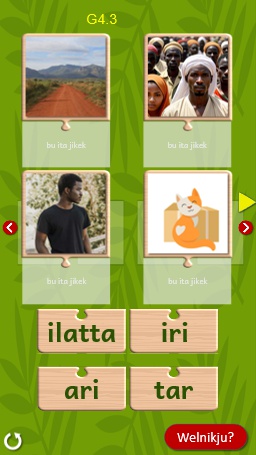 G4.3
bu ita jikek
bu ita jikek
bu ita jikek
bu ita jikek
ilatta
iri
ari
tar
Welnikju?